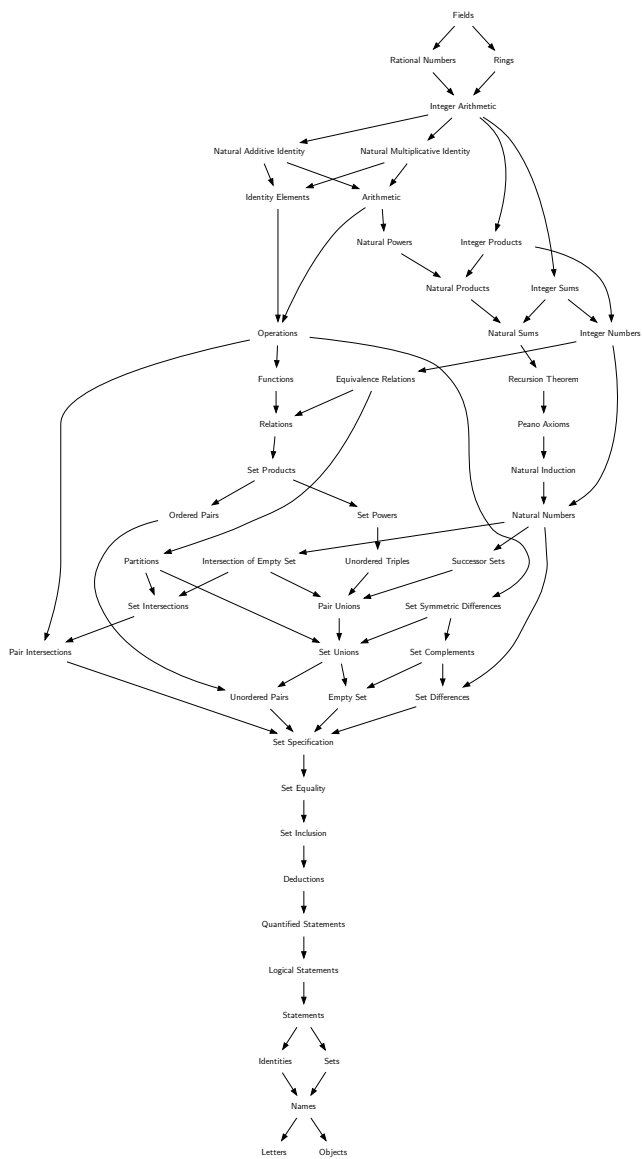 Fields
Rational Numbers
Rings
Integer Arithmetic
Natural Additive Identity
Natural Multiplicative Identity
Identity Elements
Arithmetic
Natural Powers
Integer Products
Natural Products
Integer Sums
Operations
Natural Sums
Integer Numbers
Functions
Equivalence Relations
Recursion Theorem
Relations
Peano Axioms
Set Products
Natural Induction
Ordered Pairs
Set Powers
Natural Numbers
Partitions
Intersection of Empty Set
Unordered Triples
Successor Sets
Set Intersections
Pair Unions
Set Symmetric Differences
Pair Intersections
Set Unions
Set Complements
Unordered Pairs
Empty Set
Set Differences
Set Specification
Set Equality
Set Inclusion
Deductions
Quantified Statements
Logical Statements
Statements
Identities
Sets
Names
Letters
Objects